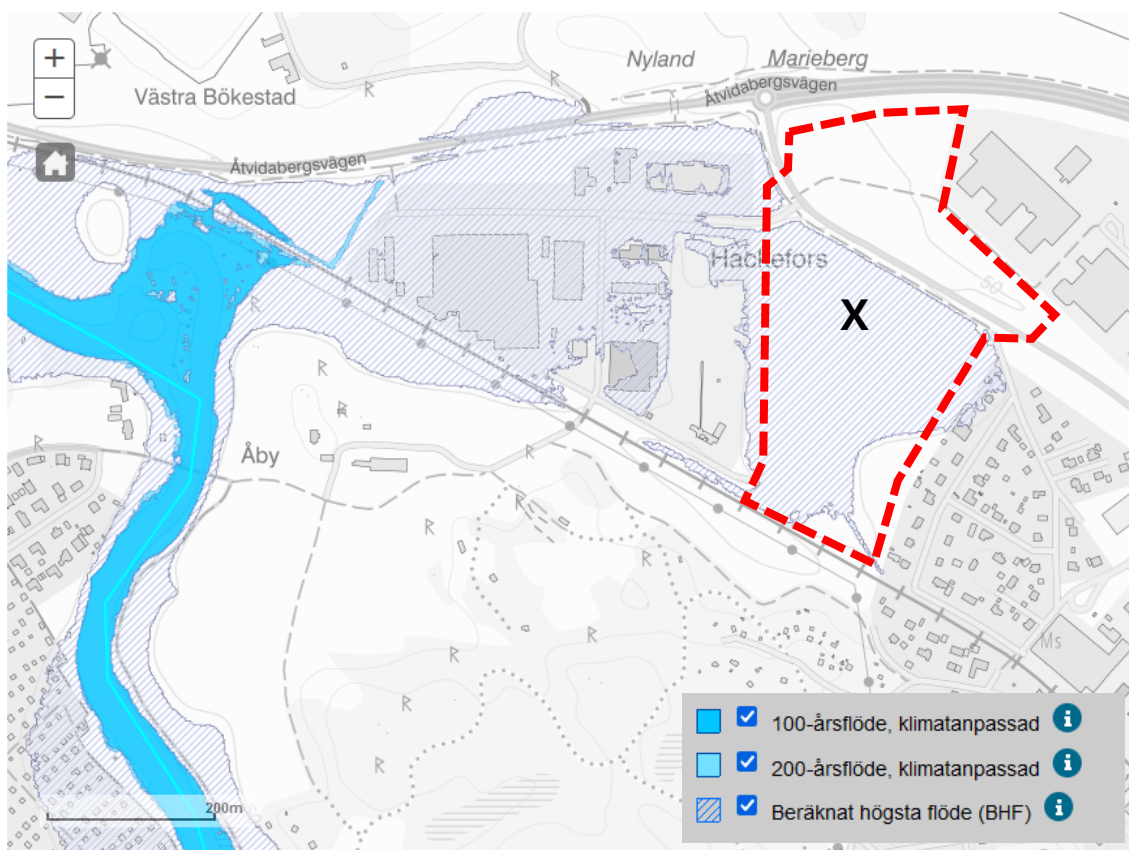 +
−
Nyland
Marieberg
Västra Bökestad
Åtvidabergsvägen
Åtvidabergsvägen
Hackefors
50
X
R
R
R
R
R
Åby
R
R
R
R
R
R
R
R
Ms
200m
100-årsflöde, klimatanpassad
200-årsflöde, klimatanpassad
Beräknat högsta flöde (BHF)